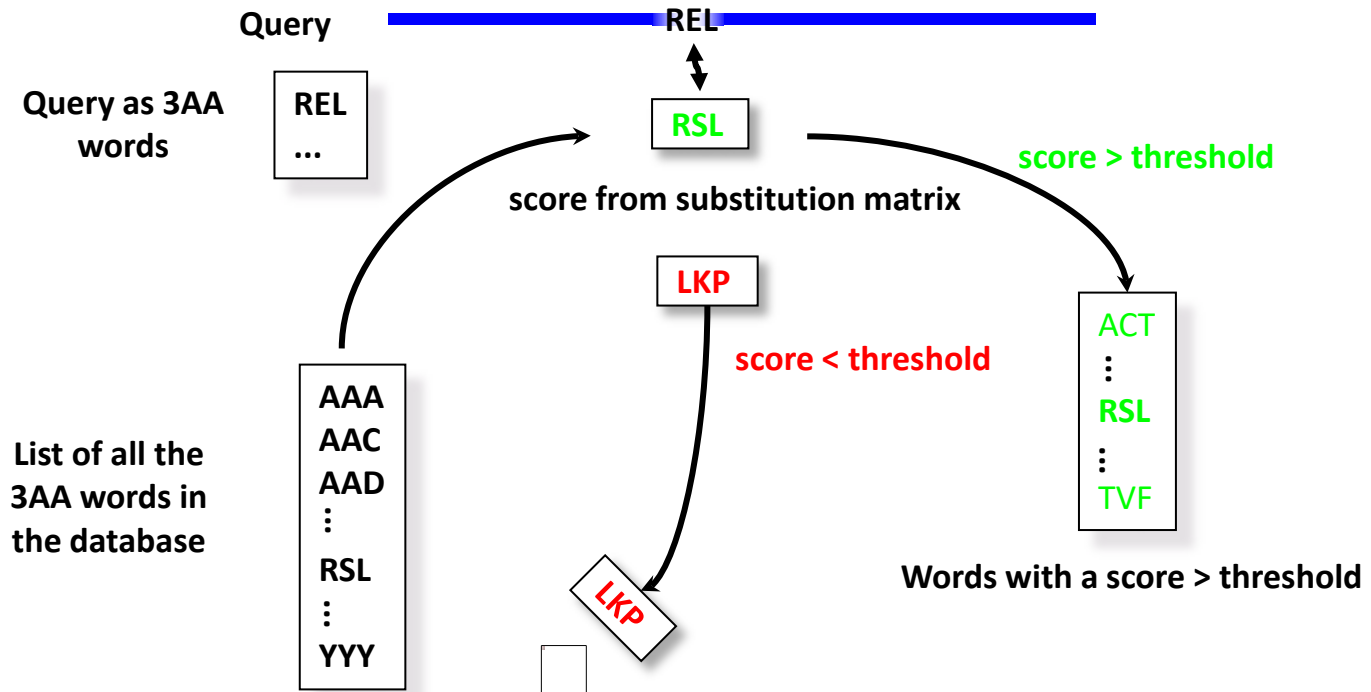 Query
REL
Query as 3AA
words
REL
...
RSL
score > threshold
score from substitution matrix
LKP
score < threshold
ACT
⋮
RSL
⋮
TVF
List of all the
3AA words in
the database
AAA
AAC
AAD
⋮
RSL
⋮
YYY
LKP
Words with a score > threshold